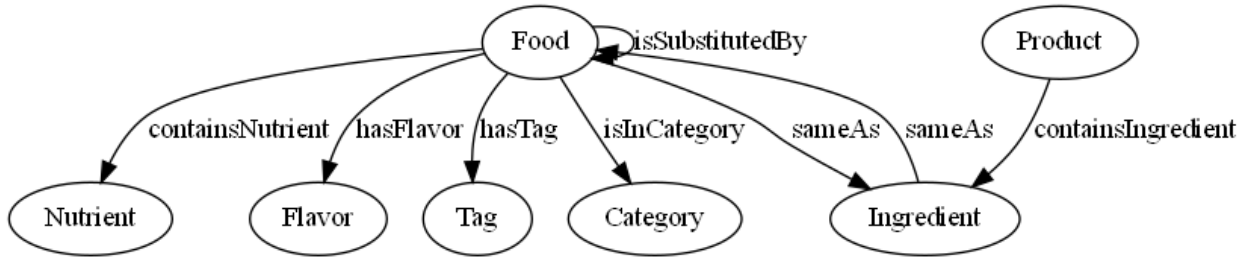 Food
isSubstitutedBy
Product
containsNutrient
hasFlavor
hasTag
isInCategory
sameAs
sameAs
containsIngredient
Nutrient
Flavor
Tag
Category
Ingredient